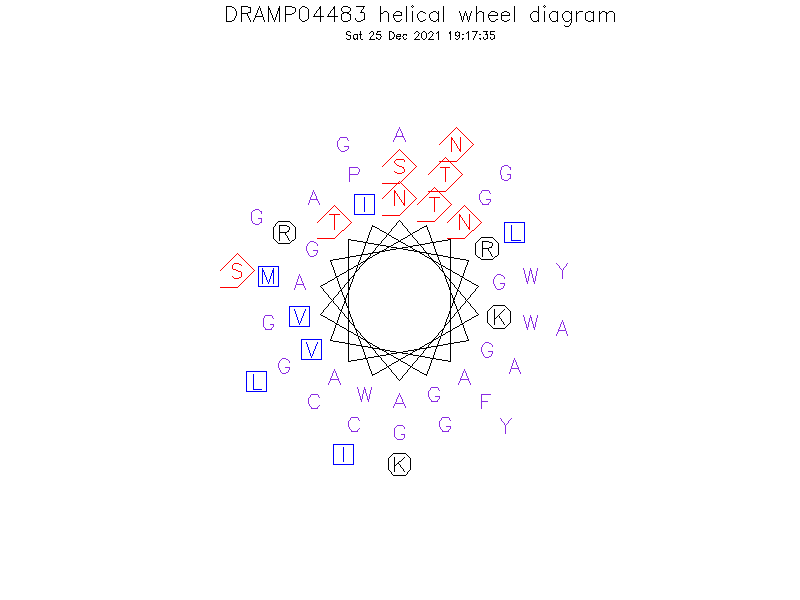 DRAMP04483 helical wheel diagram
Sat 25 Dec 2021 19:17:35
A
G N
S
P T G
A I N T G
G T N
R L
G R
S M A G W Y
G V K W A
V G
G A
L A A
C W A G F
C G G Y
I K